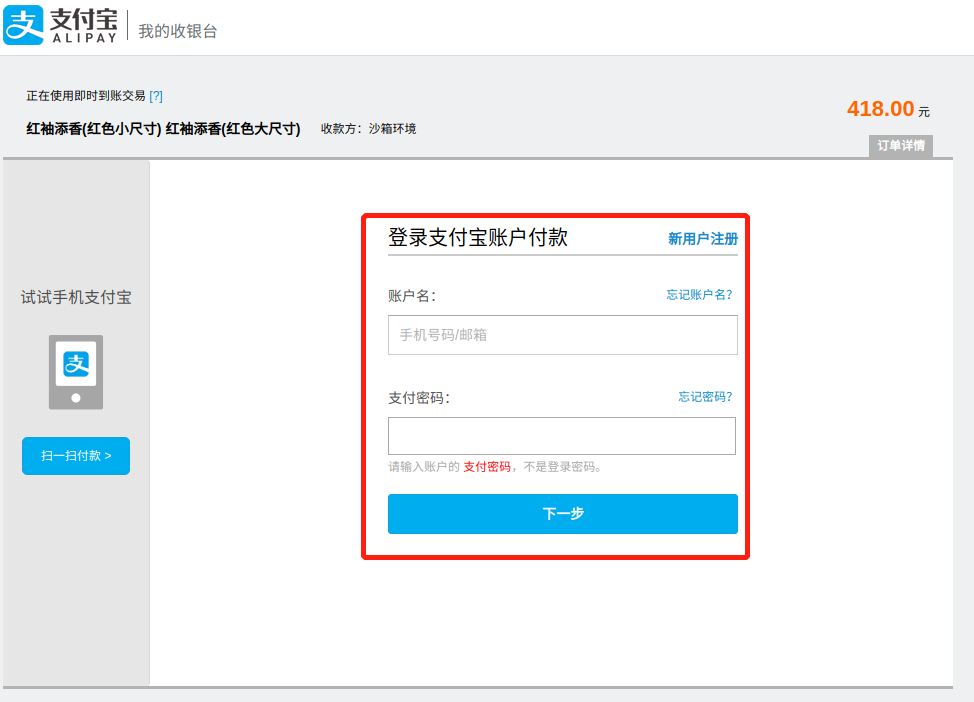 支付宝
ALIPAY
我的收银台
正在使用即时到账交易 [?]
418.00 元
红袖添香(红色小尺寸) 红袖添香(红色大尺寸) 收款方：沙箱环境
订单详情
试试手机支付宝
扫一扫付款 >
登录支付宝账户付款 新用户注册
账户名： 忘记账户名?
手机号码/邮箱
支付密码： 忘记密码?
请输入账户的 支付密码，不是登录密码。
下一步